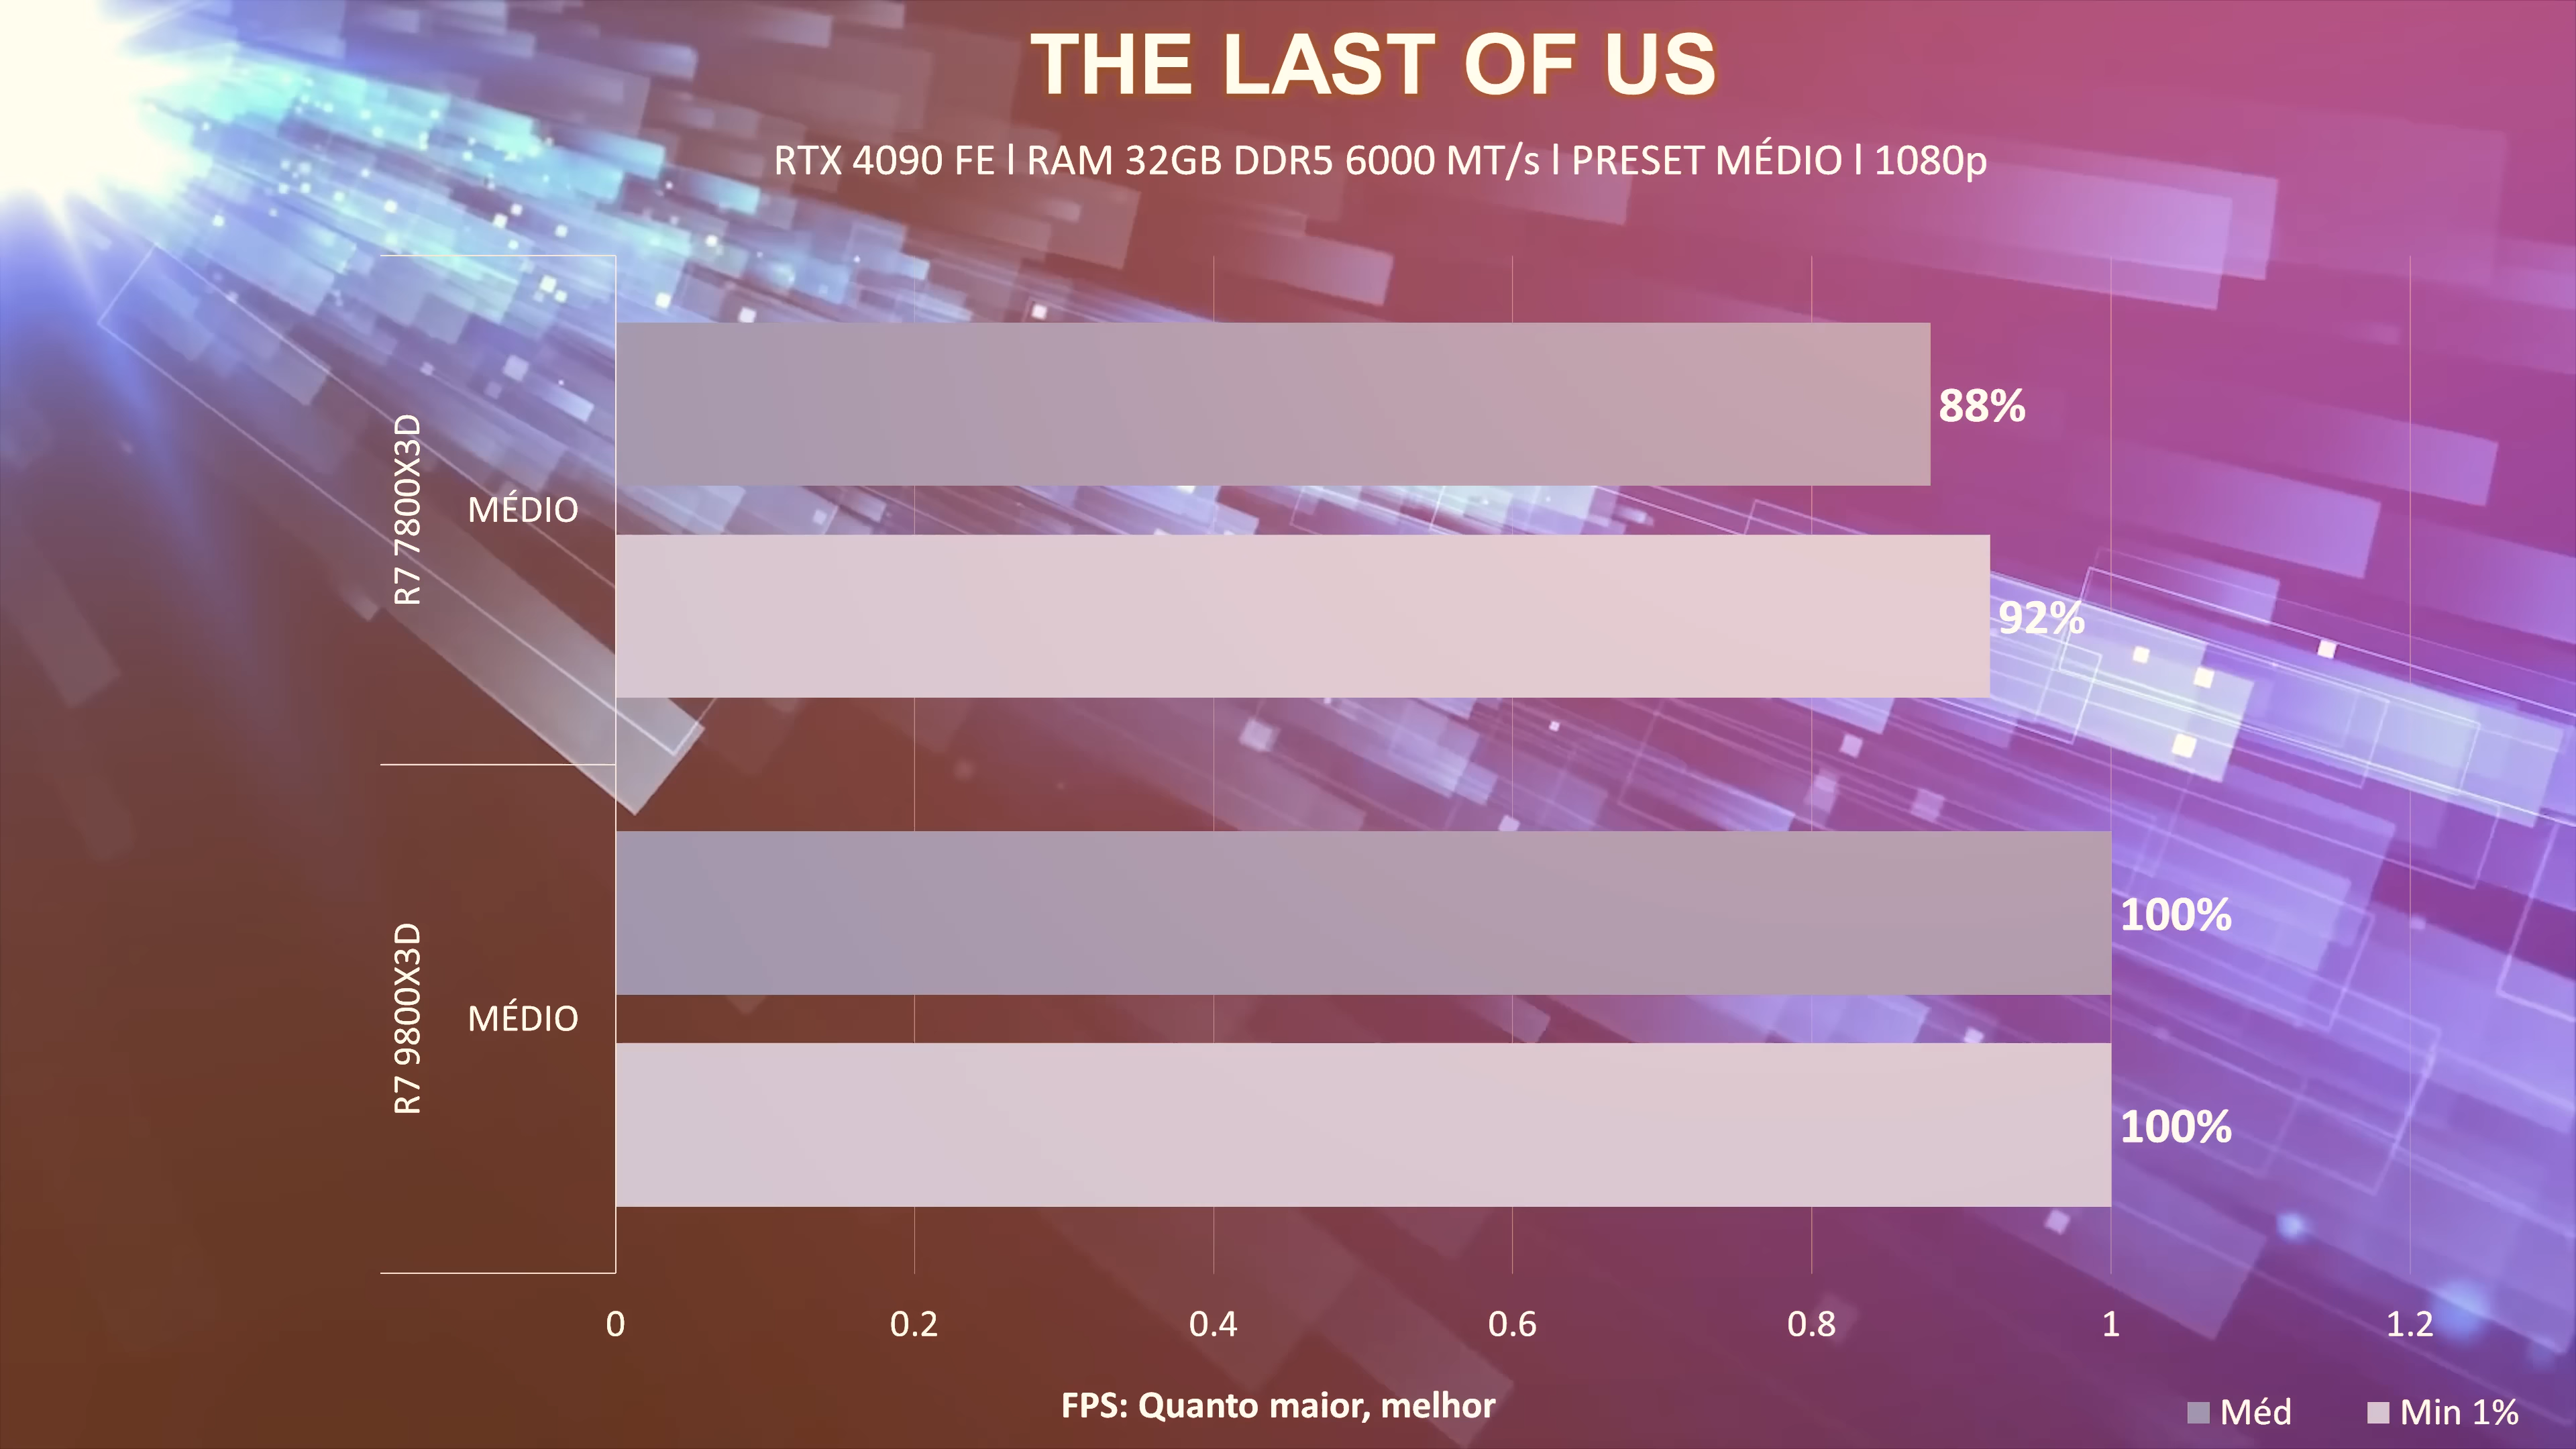 THE LAST OF US
RTX 4090 FE l RAM 32GB DDR5 6000 MT/s l PRESET MÉDIO l 1080p
R7 7800X3D
MÉDIO
88%
92%
R7 9800X3D
MÉDIO
100%
100%
0 0.2 0.4 0.6 0.8 1 1.2
FPS: Quanto maior, melhor
Méd Min 1%